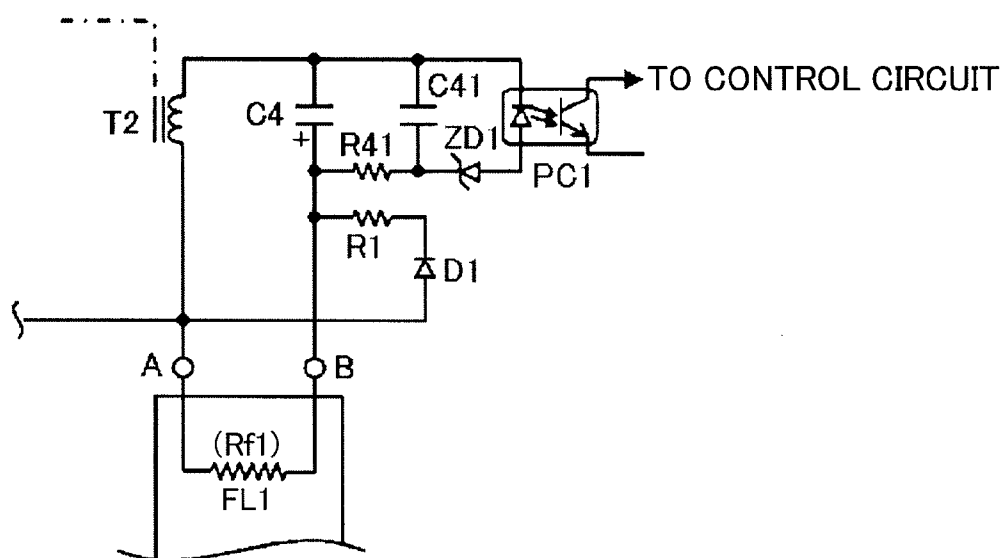 TO CONTROL CIRCUIT
C41
T2
C4
+
R41
ZD1
PC1
R1
D1
A
B
(Rf1)
FL1